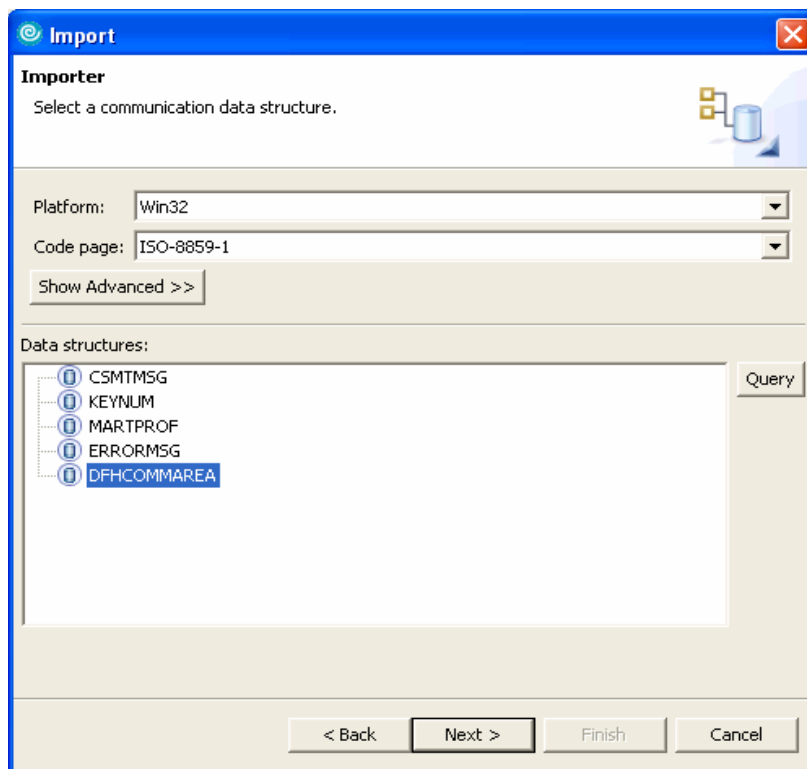 Import
Importer
Select a communication data structure.
Platform: Win32
Code page: ISO-8859-1
Show Advanced >>
Data structures:
CSMTMSG
Query
KEYNUM
MARTPROF
ERRORMSG
DFHCOMMAREA
< Back Next > Finish Cancel